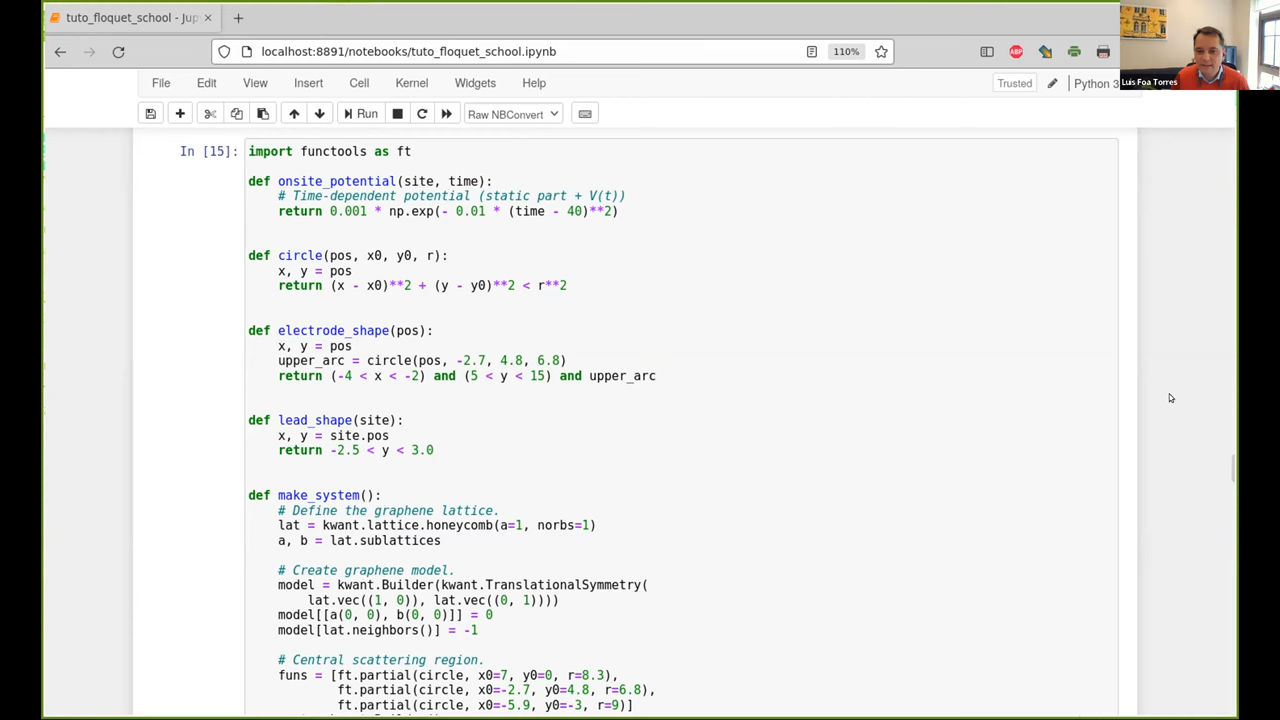 tuto_floquet_school - Jup
localhost:8891/notebooks/tuto_floquet_school.ipynb
110%
ABP
Luis Foa Torres
File Edit View Insert Cell Kernel Widgets Help
Trusted
Python 3
Run
Raw NBConvert
In [15]:
import functools as ft
def onsite_potential(site, time):
# Time-dependent potential (static part + V(t))
return 0.001 * np.exp(- 0.01 * (time - 40)**2)
def circle(pos, x0, y0, r):
x, y = pos
return (x - x0)**2 + (y - y0)**2 < r**2
def electrode_shape(pos):
x, y = pos
upper_arc = circle(pos, -2.7, 4.8, 6.8)
return (-4 < x < -2) and (5 < y < 15) and upper_arc
def lead_shape(site):
x, y = site.pos
return -2.5 < y < 3.0
def make_system():
# Define the graphene lattice.
lat = kwant.lattice.honeycomb(a=1, norbs=1)
a, b = lat.sublattices
# Create graphene model.
model = kwant.Builder(kwant.TranslationalSymmetry(
lat.vec((1, 0)), lat.vec((0, 1))))
model[[a(0, 0), b(0, 0)]] = 0
model[lat.neighbors()] = -1
# Central scattering region.
funs = [ft.partial(circle, x0=7, y0=0, r=8.3),
ft.partial(circle, x0=-2.7, y0=4.8, r=6.8),
ft.partial(circle, x0=-5.9, y0=-3, r=9)]